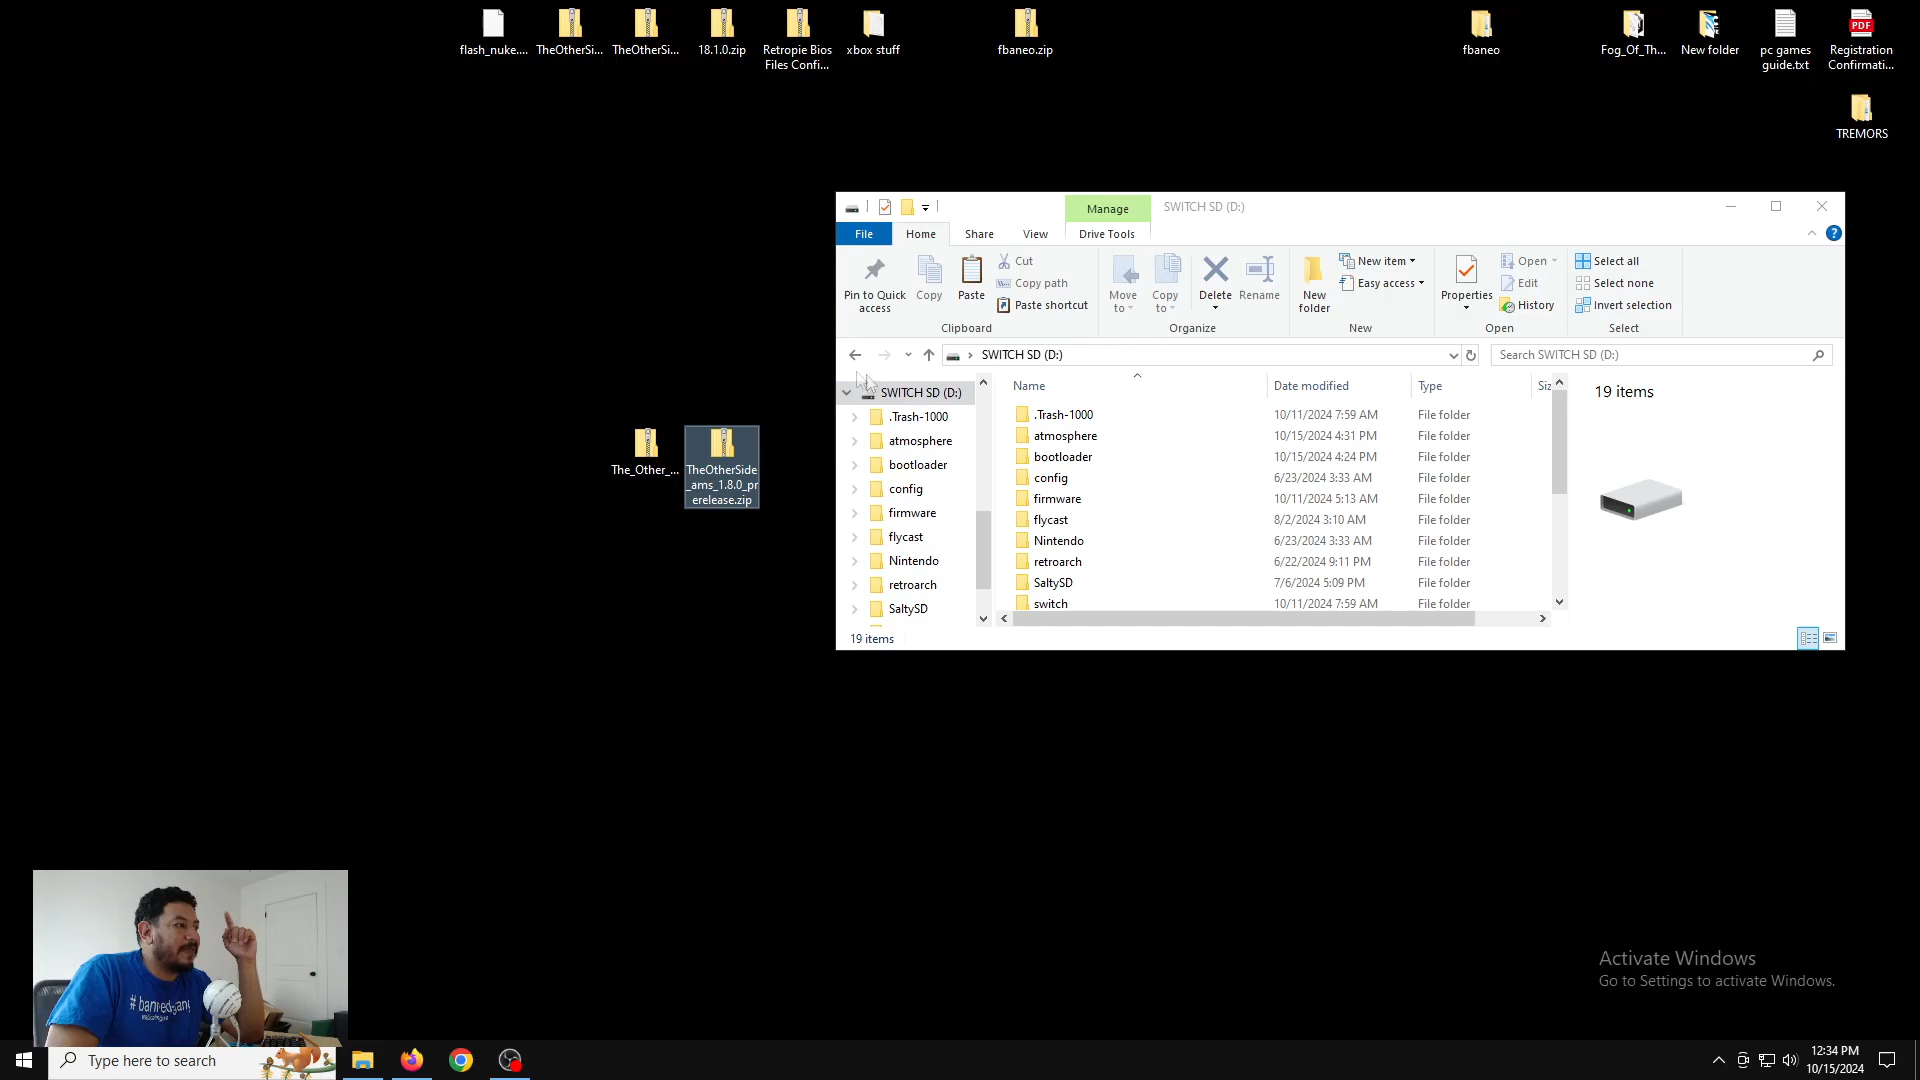 flash_nuke....
TheOtherSi...
TheOtherSi...
18.1.0.zip
Retropie Bios
Files Confi...
xbox stuff
fbaneo.zip
fbaneo
Fog_Of_Th...
New folder
pc games
guide.txt
PDF
Registration
Confirmati...
TREMORS
Manage
SWITCH SD (D:)
File
Home
Share
View
Drive Tools
?
Pin to Quick
access
Copy
Paste
Cut
Copy path
Paste shortcut
Clipboard
Move
to
Copy
to
Delete
Rename
Organize
New
folder
New item
Easy access
New
Properties
Open
Edit
History
Open
Select all
Select none
Invert selection
Select
SWITCH SD (D:)
Search SWITCH SD (D:)
SWITCH SD (D:)
.Trash-1000
atmosphere
bootloader
config
firmware
flycast
Nintendo
retroarch
SaltySD
Name
Date modified
Type
Siz
.Trash-1000 10/11/2024 7:59 AM File folder
atmosphere 10/15/2024 4:31 PM File folder
bootloader 10/15/2024 4:24 PM File folder
config 6/23/2024 3:33 AM File folder
firmware 10/11/2024 5:13 AM File folder
flycast 8/2/2024 3:10 AM File folder
Nintendo 6/23/2024 3:33 AM File folder
retroarch 6/22/2024 9:11 PM File folder
SaltySD 7/6/2024 5:09 PM File folder
switch 10/11/2024 7:59 AM File folder
19 items
19 items
The_Other_...
TheOtherSide
_ams_1.8.0_pr
erelease.zip
Activate Windows
Go to Settings to activate Windows.
Type here to search
12:34 PM
10/15/2024